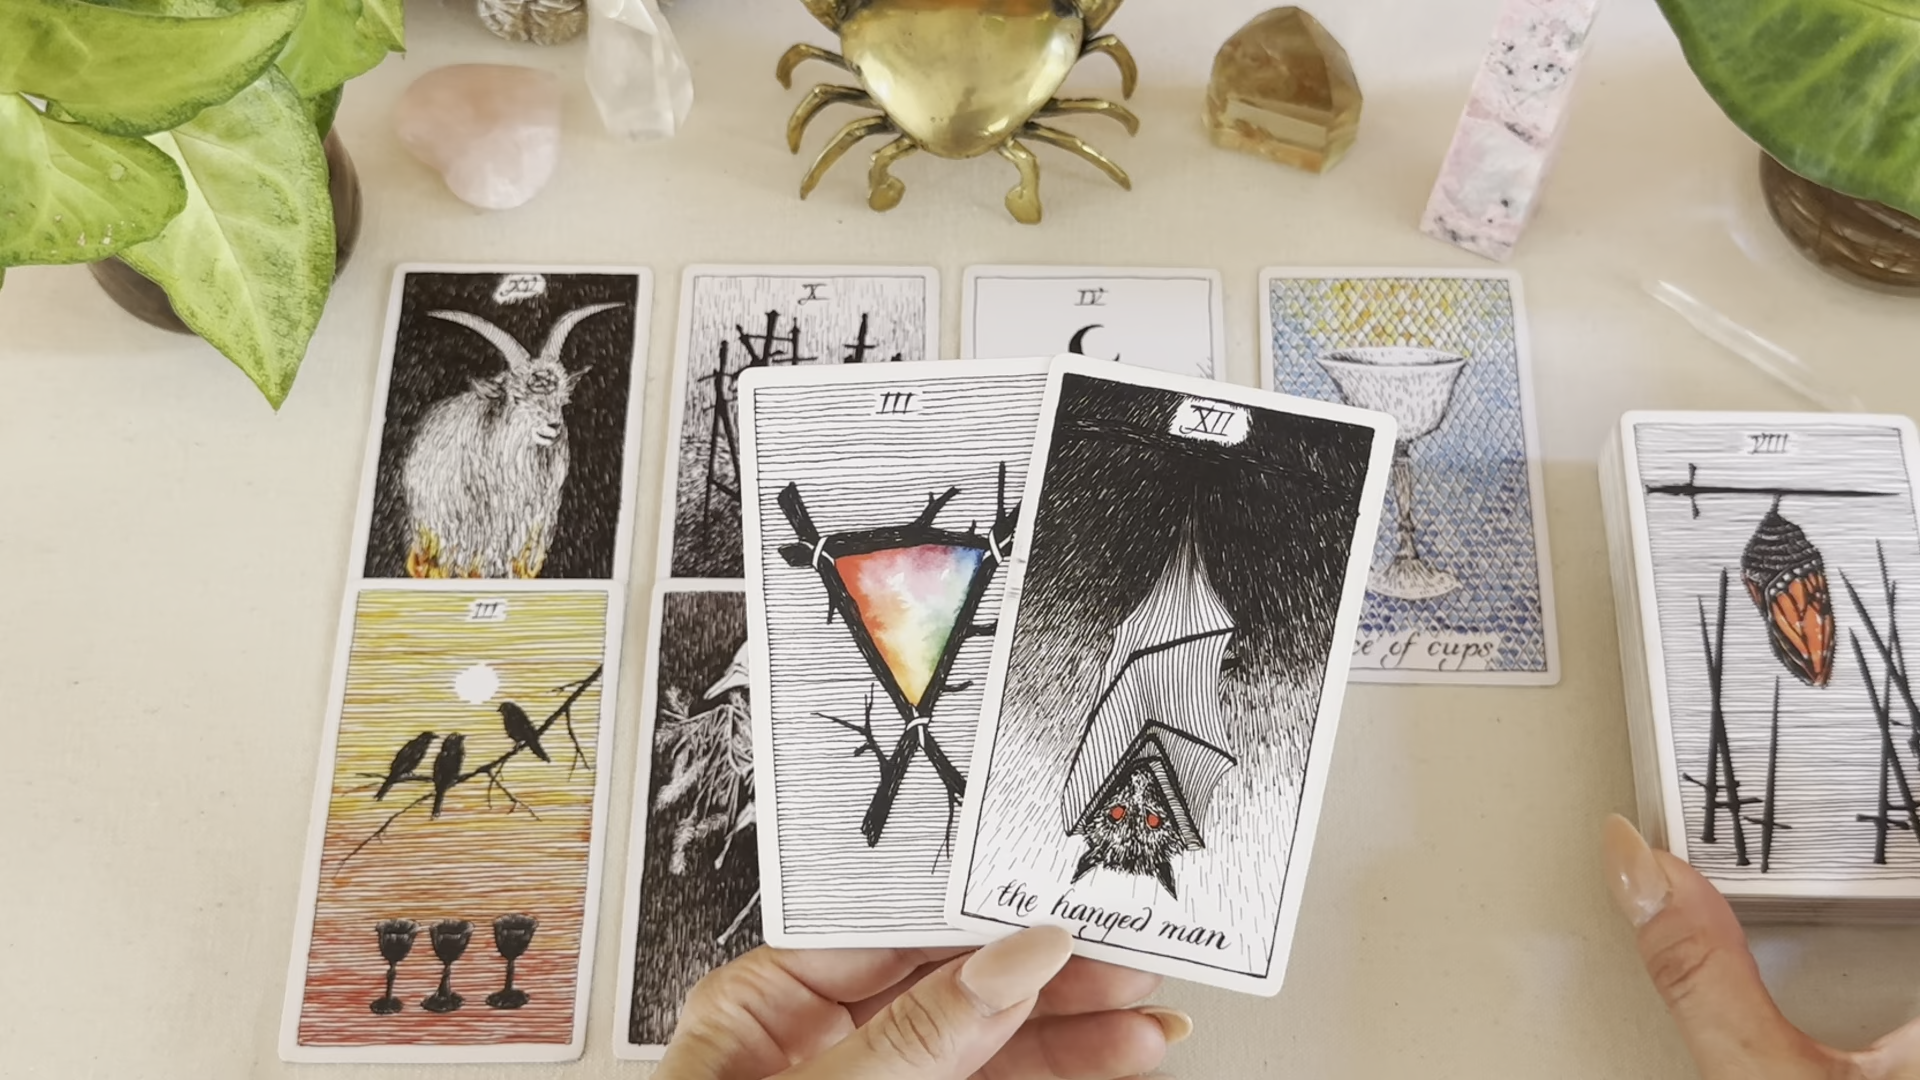 XV
X
IV
III
XII
VIII
ce of cups
III
the hanged man